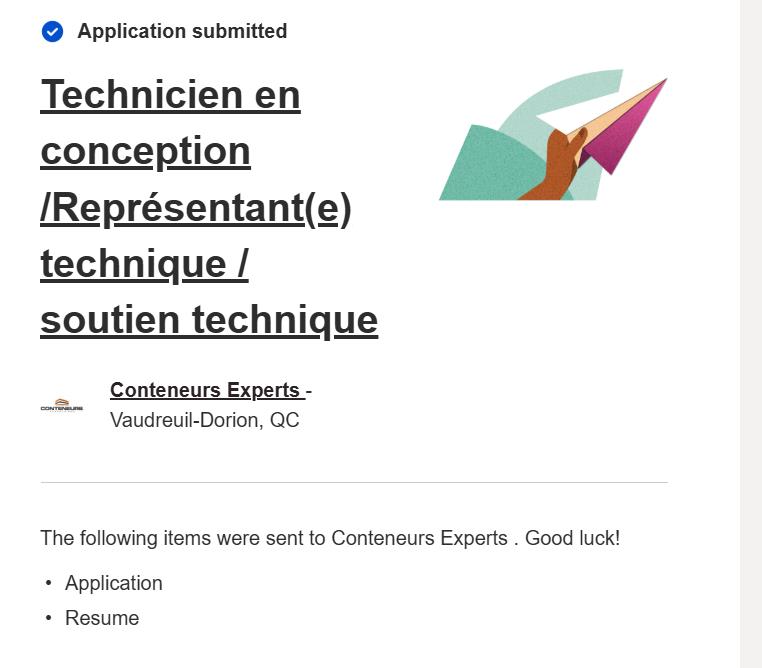 Application submitted
Technicien en
conception
/Représentant(e)
technique /
soutien technique
CONTENEURS
Conteneurs Experts -
Vaudreuil-Dorion, QC
The following items were sent to Conteneurs Experts . Good luck!
• Application
• Resume